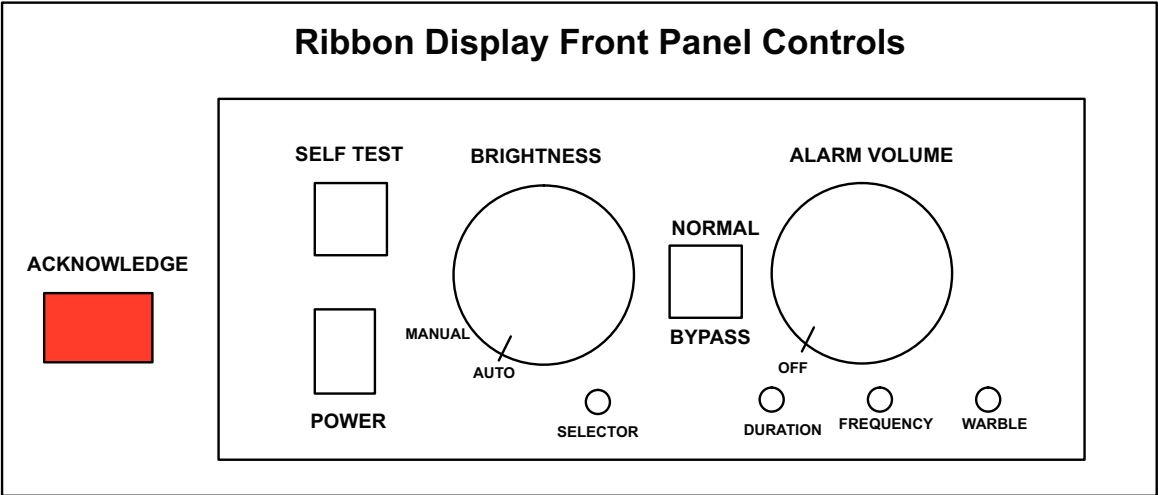 Ribbon Display Front Panel Controls
SELF TEST
BRIGHTNESS
ALARM VOLUME
NORMAL
ACKNOWLEDGE
MANUAL
BYPASS
AUTO
OFF
POWER
SELECTOR
DURATION
FREQUENCY
WARBLE